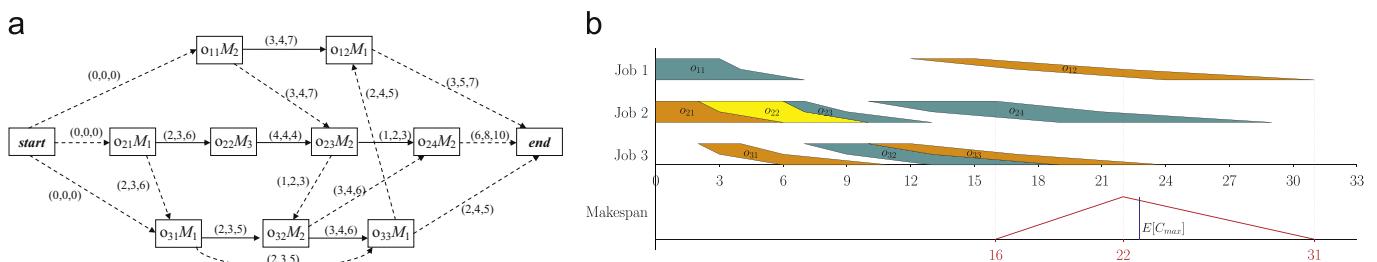 a
o11M2
(3,4,7)
o12M1
(0,0,0)
(3,4,7)
(2,4,5)
(3,5,7)
start
(0,0,0)
o21M1
(2,3,6)
o22M3
(4,4,4)
o23M2
(1,2,3)
o24M2
(6,8,10)
end
(0,0,0)
(2,3,6)
(1,2,3)
(3,4,6)
(2,4,5)
o31M1
(2,3,5)
o32M2
(3,4,6)
o33M1
(2,3,5)
b
Job 1
o11
o12
Job 2
o21
o22
o23
o24
Job 3
o31
o32
o33
0 3 6 9 12 15 18 21 24 27 30 33
Makespan
E[Cmax]
16 22 31